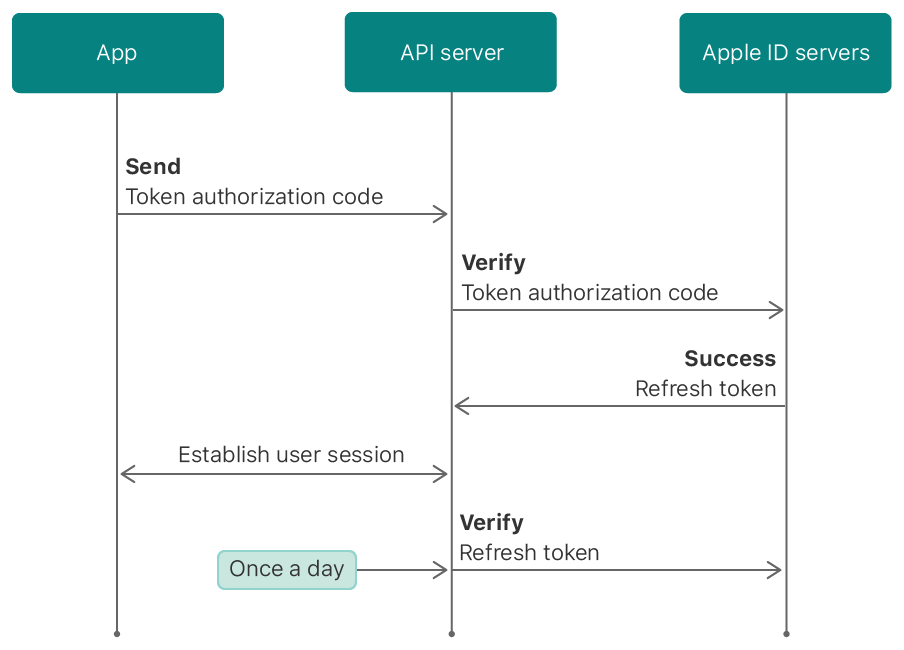 App
API server
Apple ID servers
Send
Token authorization code
Verify
Token authorization code
Success
Refresh token
Establish user session
Verify
Refresh token
Once a day